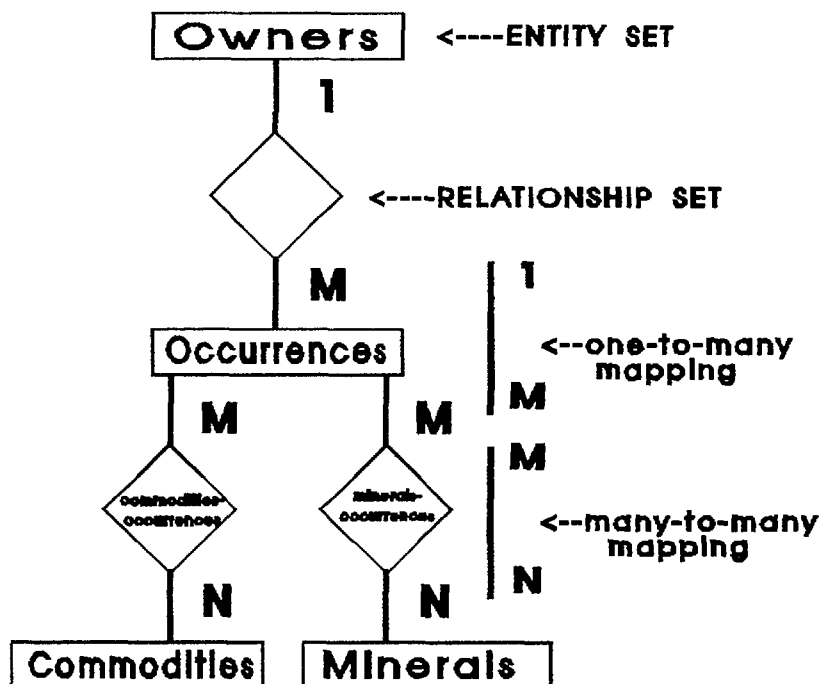 Owners <----ENTITY SET
1
<----RELATIONSHIP SET
M
1
Occurrences
<--one-to-many
mapping
M
M M
M
commodities-
occurrences
minerals-
occurrences
<--many-to-many
mapping
N
N N
Commodities Minerals